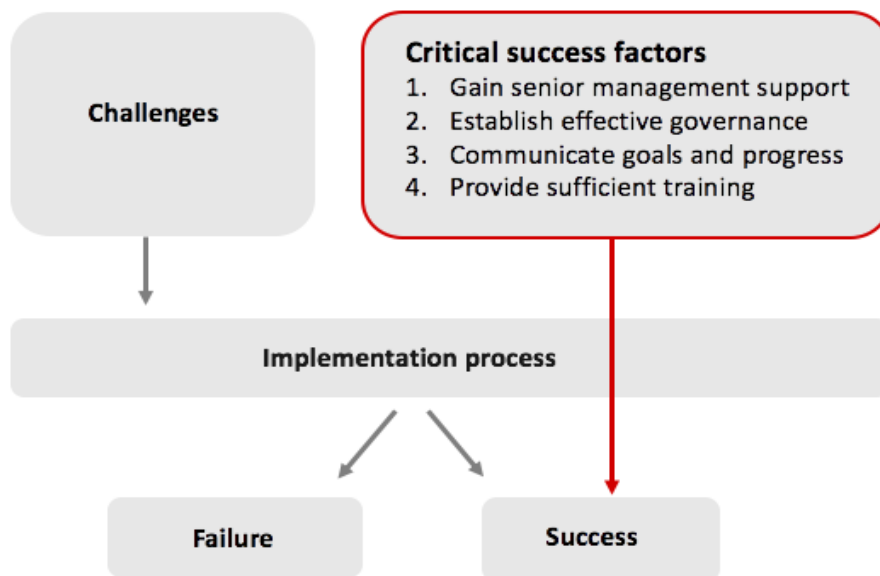 Challenges
Critical success factors
1. Gain senior management support
2. Establish effective governance
3. Communicate goals and progress
4. Provide sufficient training
Implementation process
Failure
Success